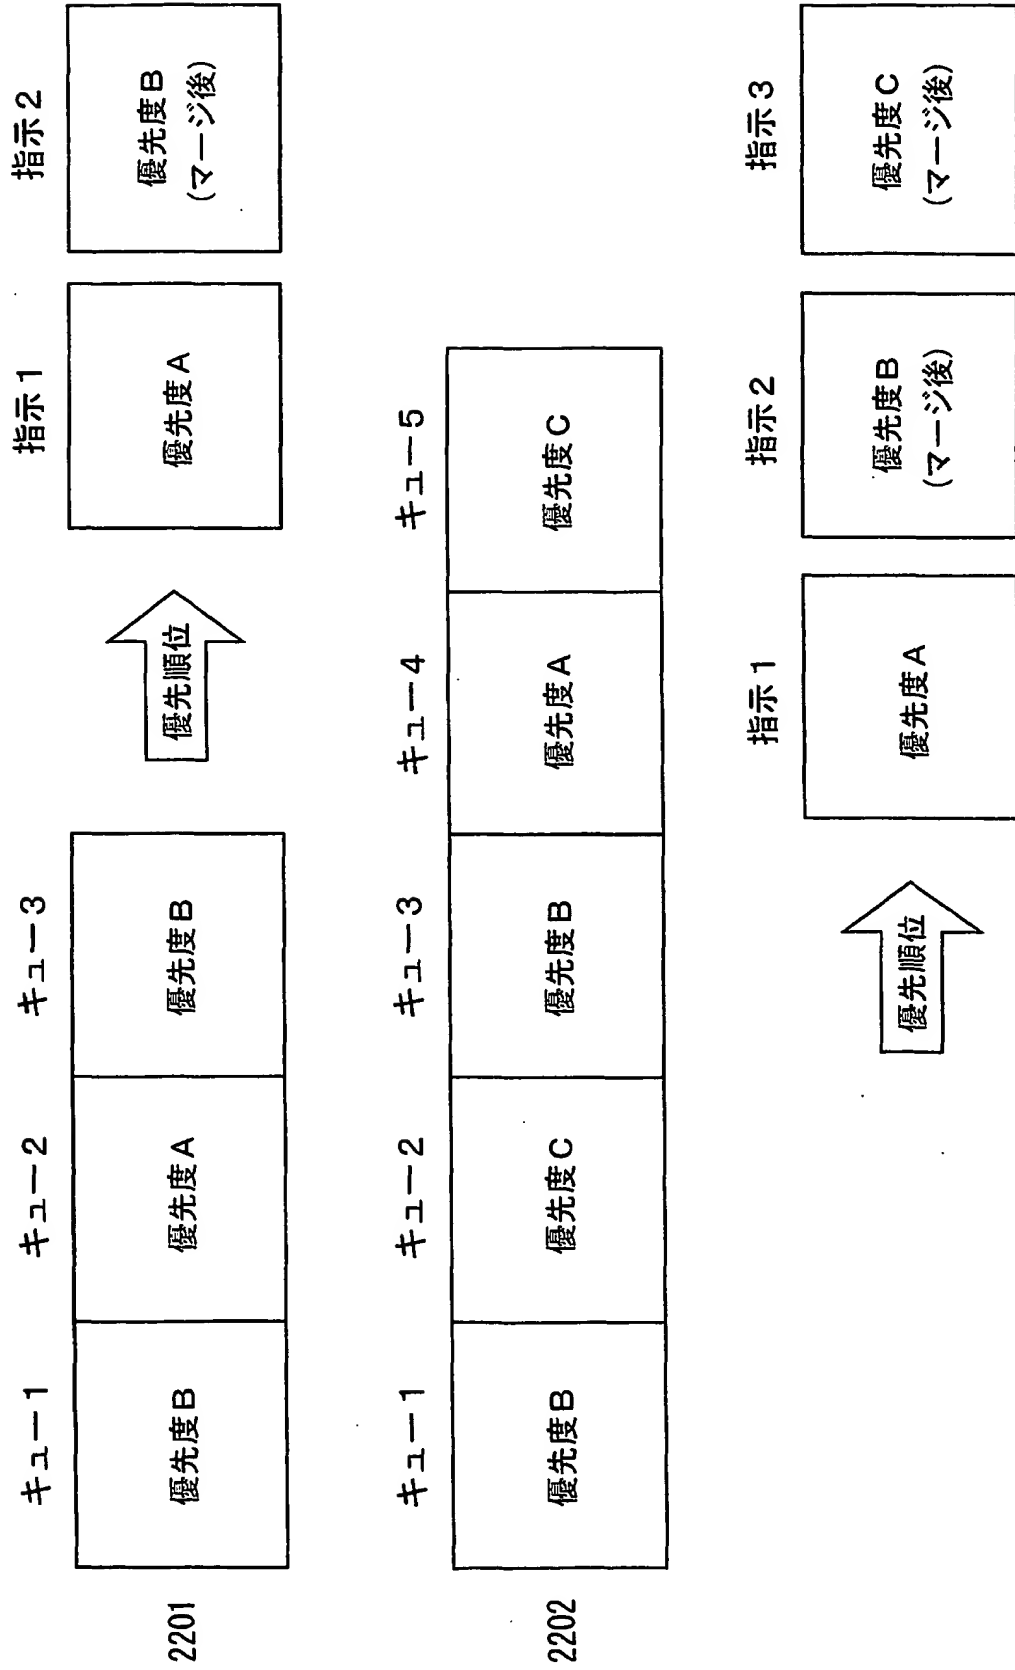 キュー1
キュー2
キュー3
指示1
指示2
2201
優先度B
優先度A
優先度B
優先順位
優先度A
優先度B
(マージ後)
キュー1
キュー2
キュー3
キュー4
キュー5
2202
優先度B
優先度C
優先度B
優先度A
優先度C
指示1
指示2
指示3
優先順位
優先度A
優先度B
(マージ後)
優先度C
(マージ後)